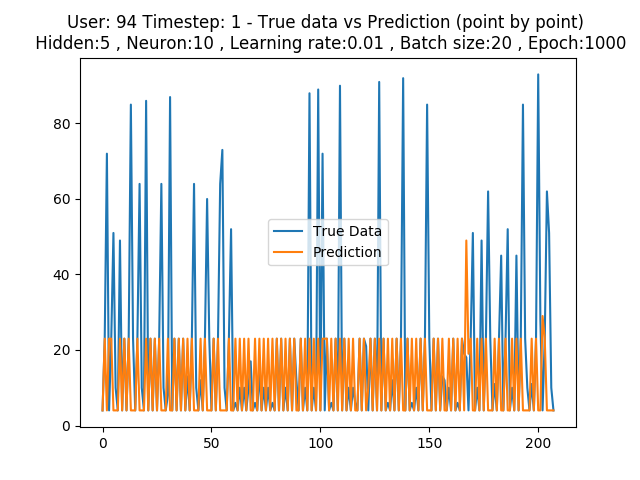 User: 94 Timestep: 1 - True data vs Prediction (point by point)
Hidden:5 , Neuron:10 , Learning rate:0.01 , Batch size:20 , Epoch:1000
80
60
40
20
0
True Data
Prediction
0
50
100
150
200